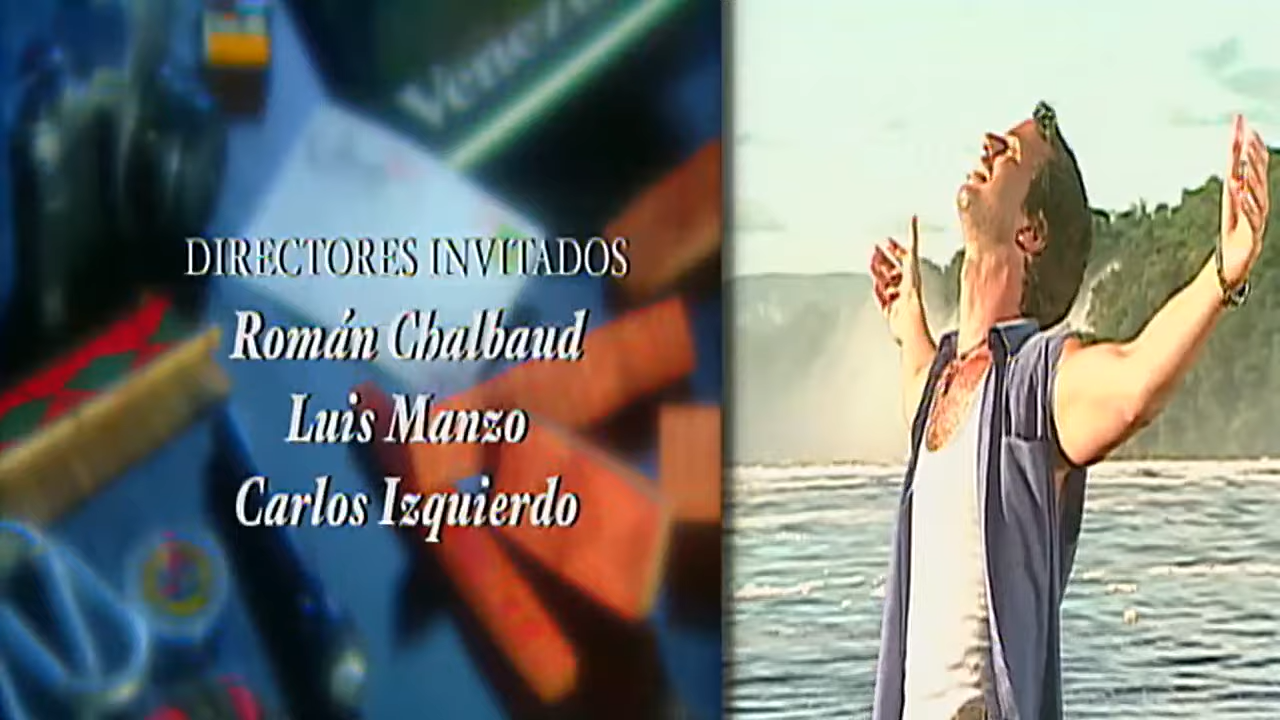 DIRECTORES INVITADOS
Román Chalbaud
Luis Manzo
Carlos Izquierdo